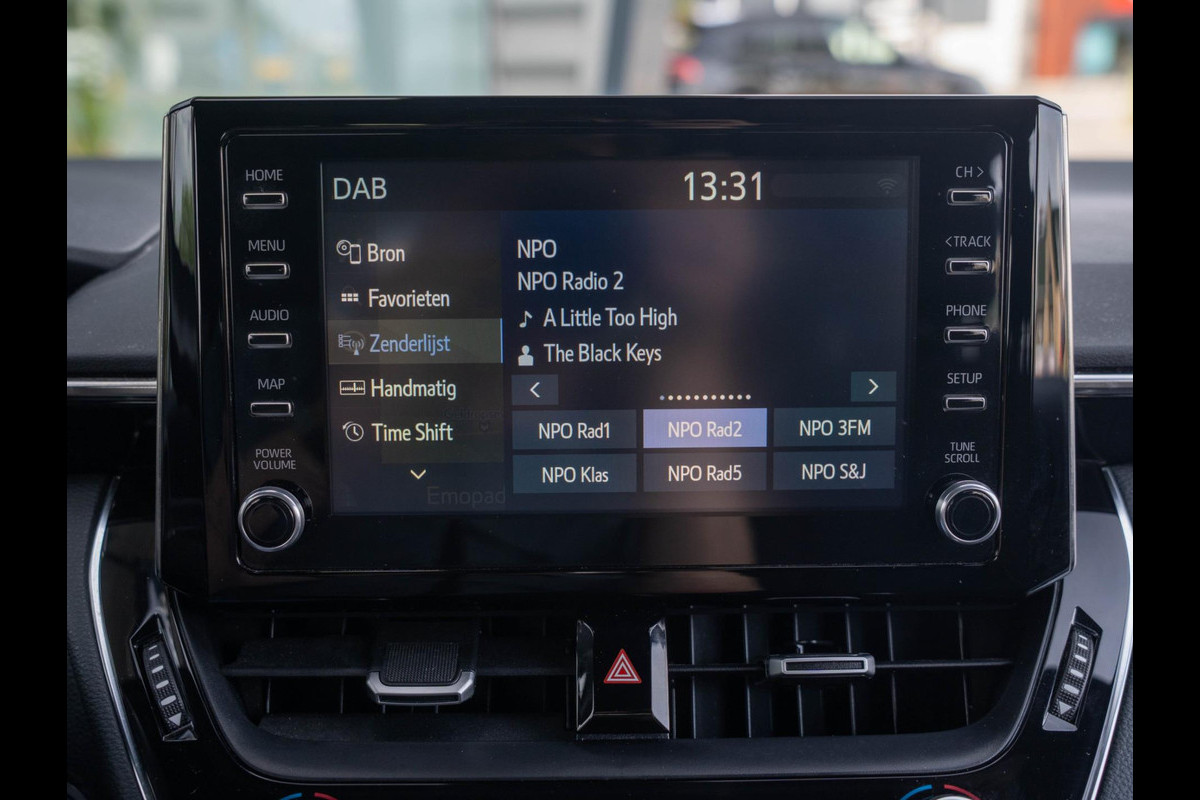 HOME
MENU
AUDIO
MAP
POWER
VOLUME
DAB
13:31
Bron
Favorieten
Zenderlijst
Handmatig
Time Shift
NPO
NPO Radio 2
A Little Too High
The Black Keys
<
>
NPO Rad1
NPO Rad2
NPO 3FM
NPO Klas
NPO Rad5
NPO S&J
Emopad
CH >
< TRACK
PHONE
SETUP
TUNE
SCROLL